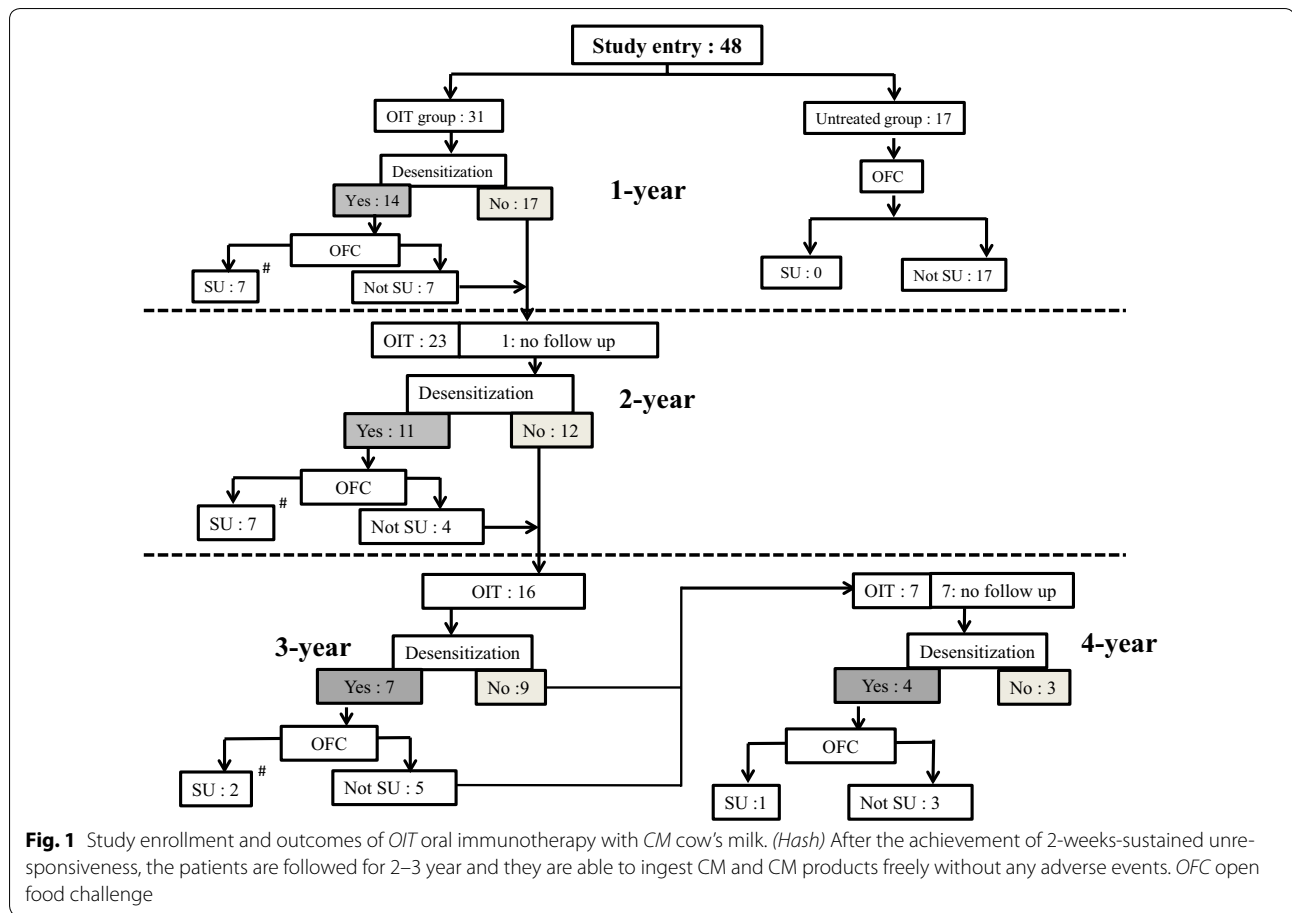 Study entry : 48
OIT group : 31
Untreated group : 17
Desensitization
OFC
1-year
Yes : 14
No : 17
OFC
SU : 7
#
Not SU : 7
SU : 0
Not SU : 17
OIT : 23
1: no follow up
Desensitization
2-year
Yes : 11
No : 12
OFC
SU : 7
#
Not SU : 4
OIT : 16
3-year
Desensitization
Yes : 7
No :9
OFC
SU : 2
#
Not SU : 5
OIT : 7
7: no follow up
Desensitization
4-year
Yes : 4
No : 3
OFC
SU :1
Not SU : 3
Fig. 1 Study enrollment and outcomes of OIT oral immunotherapy with CM cow's milk. (Hash) After the achievement of 2-weeks-sustained unre-
sponsiveness, the patients are followed for 2–3 year and they are able to ingest CM and CM products freely without any adverse events. OFC open
food challenge